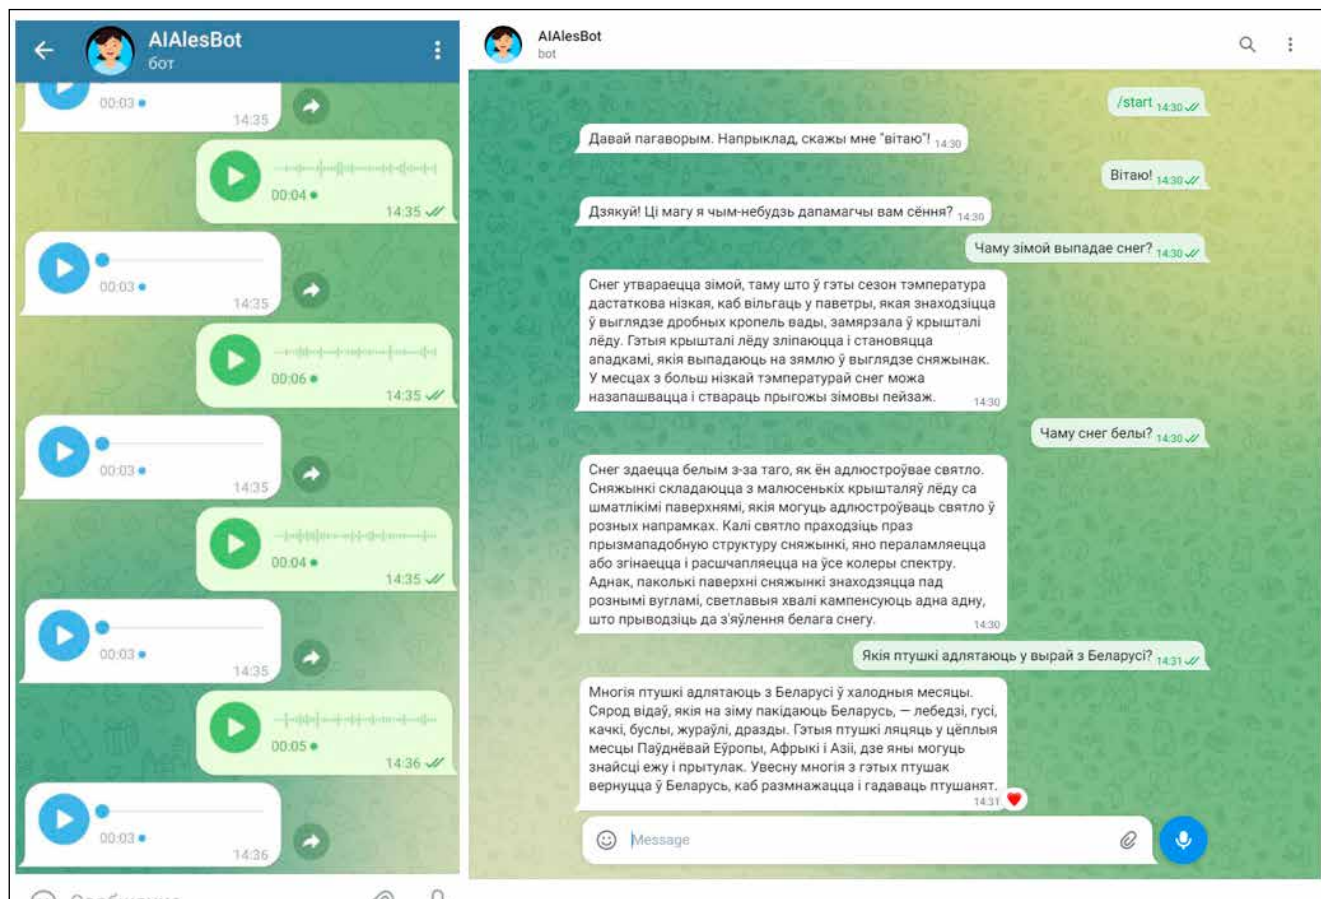 AlAlesBot
бот
00:03
14:35
00:04
14:35
00:03
14:35
00:06
14:35
00:03
14:35
00:04
14:35
00:03
14:35
00:05
14:36
00:03
14:36
AlAlesBot
bot
/start 14:30
Давай пагаворым. Напрыклад, скажы мне "вітаю"! 14:30
Вітаю! 14:30
Дзякуй! Ці магу я чым-небудзь дапамагчы вам сёння? 14:30
Чаму зімой выпадае снег? 14:30
Снег утвараецца зімой, таму што ў гэты сезон тэмпература
дастаткова нізкая, каб вільгаць у паветры, якая знаходзіцца
ў выглядзе дробных кропель вады, замярзала ў крышталі
лёду. Гэтыя крышталі лёду зліпаюцца і становяцца
ападкамі, якія выпадаюць на зямлю ў выглядзе сняжынак.
У месцах з больш нізкай тэмпературай снег можа
назапашвацца і ствараць прыгожы зімовы пейзаж. 14:30
Чаму снег белы? 14:30
Снег здаецца белым з-за таго, як ён адлюстроўвае святло.
Сняжынкі складаюцца з малюсенькіх крышталяў лёду са
шматлікімі паверхнямі, якія могуць адлюстроўваць святло ў
розных напрамках. Калі святло праходзіць праз
прызмападобную структуру сняжынкі, яно пераламляецца
або згінаецца і расшчапляецца на ўсе колеры спектру.
Аднак, паколькі паверхні сняжынкі знаходзяцца пад
рознымі вугламі, светлавыя хвалі кампенсуюць адна адну,
што прыводзіць да з'яўлення белага снегу. 14:30
Якія птушкі адлятаюць у вырай з Беларусі? 14:31
Многія птушкі адлятаюць з Беларусі ў халодныя месяцы.
Сярод відаў, якія на зіму пакідаюць Беларусь, — лебедзі, гусі,
качкі, буслы, жураўлі, дразды. Гэтыя птушкі ляцяць у цёплыя
месцы Паўднёвай Еўропы, Афрыкі і Азіі, дзе яны могуць
знайсці ежу і прытулак. Увесну многія з гэтых птушак
вернуцца ў Беларусь, каб размнажацца і гадаваць птушанят.
14:31
Message